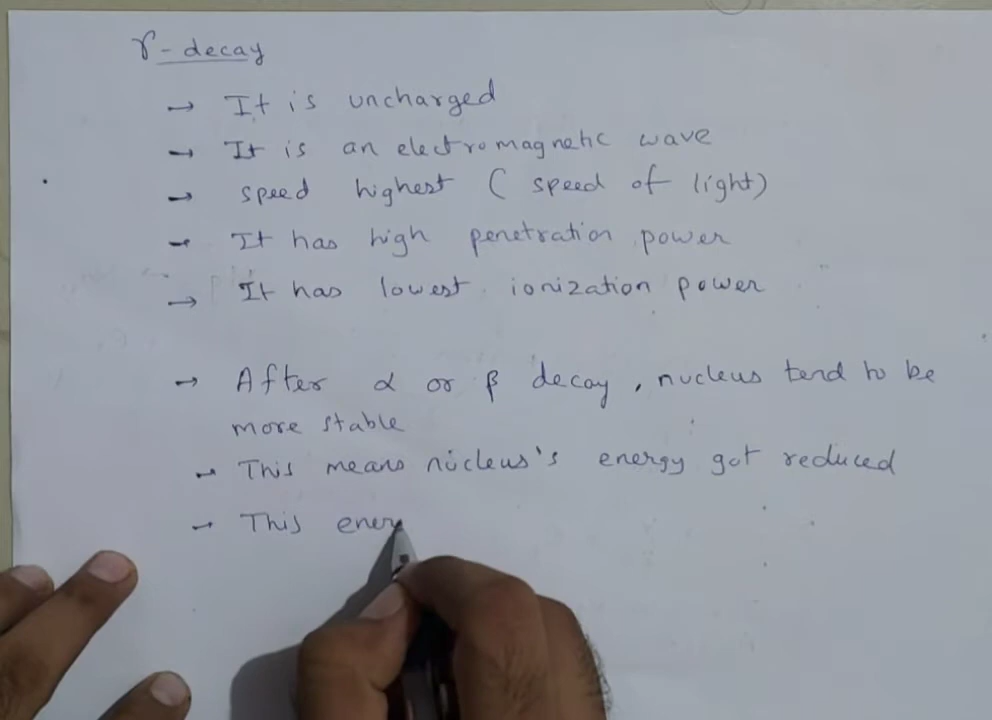 γ-decay
→ It is uncharged
→ It is an electromagnetic wave
→ speed highest ( speed of light)
→ It has high penetration power
→ It has lowest ionization power
→ After α or β decay, nucleus tend to be
more stable
→ This means nucleus's energy got reduced
→ This ener